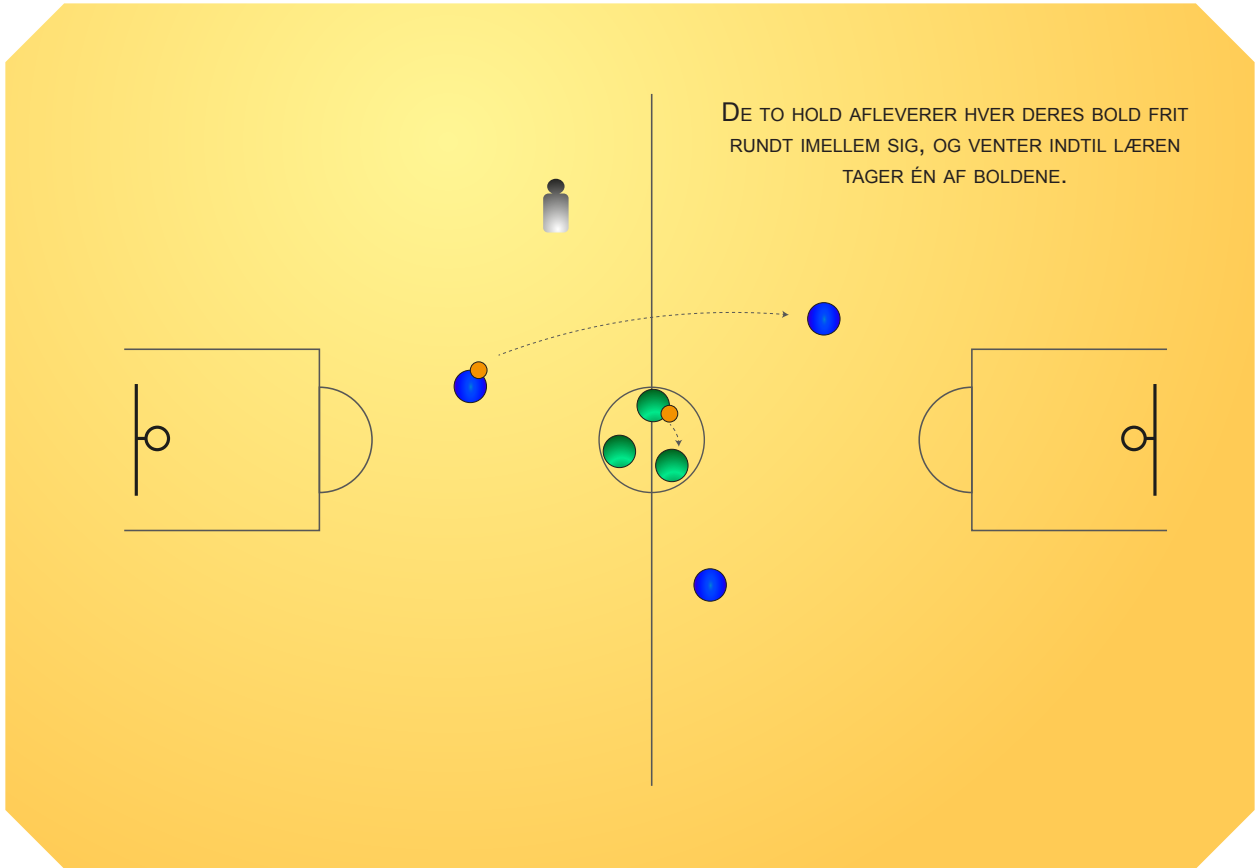 De to hold afleverer hver deres bold frit
rundt imellem sig, og venter indtil læren
tager én af boldene.